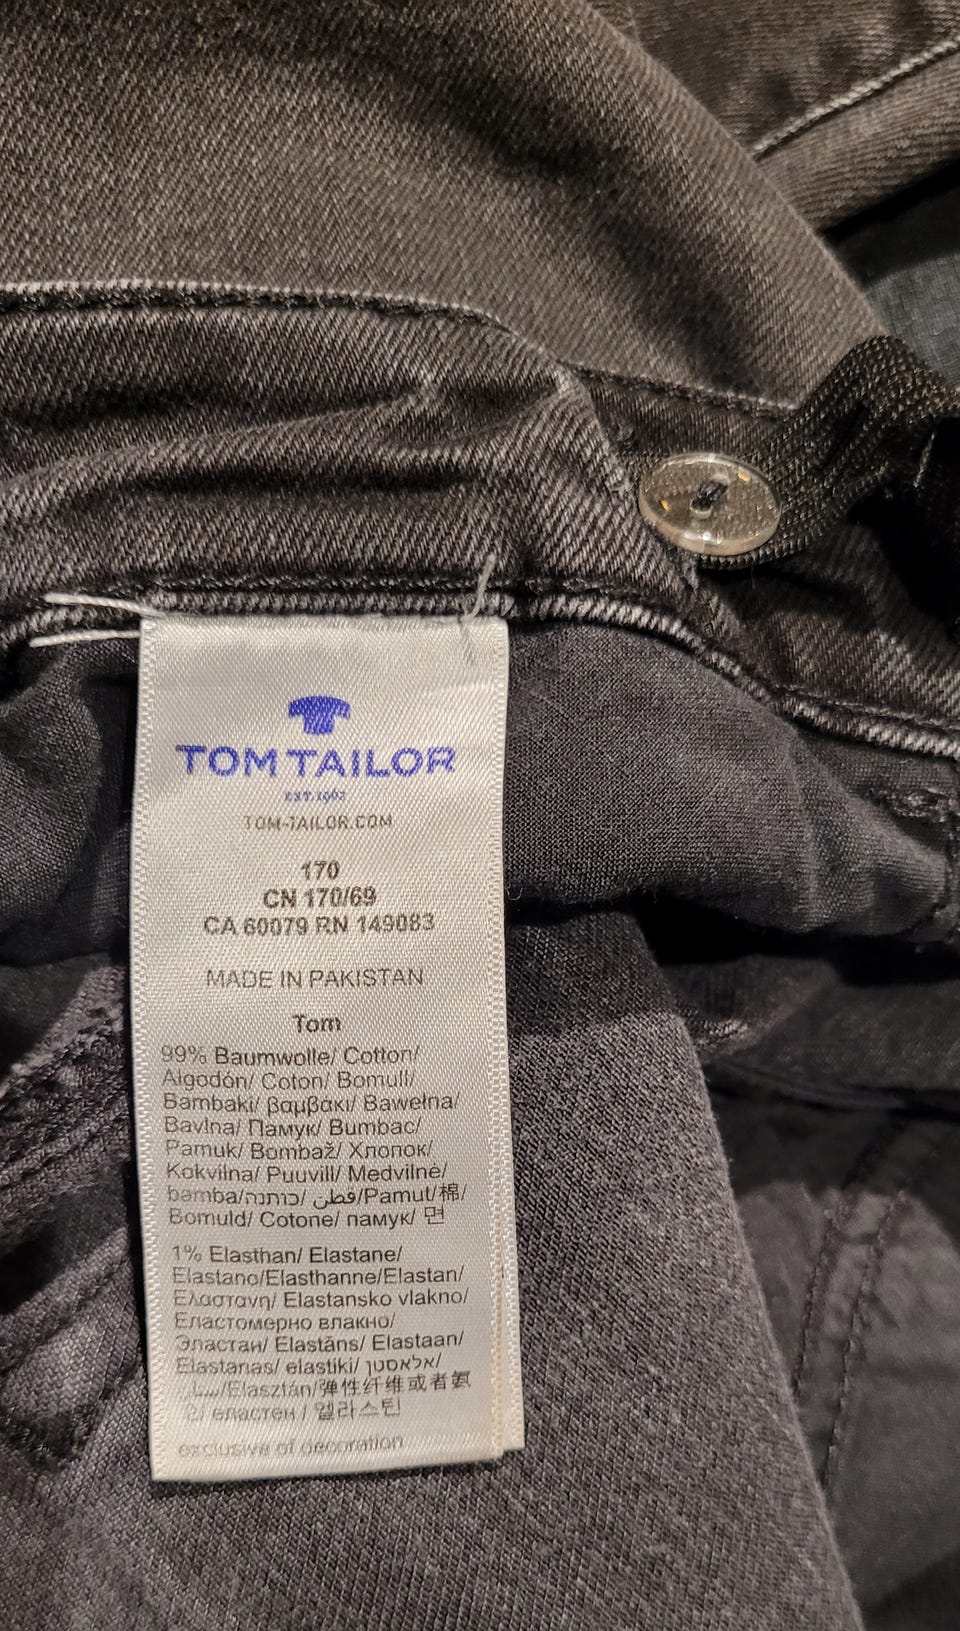 TOM TAILOR
EST.1962
TOM-TAILOR.COM
170
CN 170/69
CA 60079 RN 149083
MADE IN PAKISTAN
Tom
99% Baumwolle/ Cotton/
Algodón/ Coton/ Bomull/
Bambaki/ βαμβακι/ Bawełna/
Bavlna/ Памук/ Bumbac/
Pamuk/ Bombaž/ Хлопок/
Kokvilna/ Puuvill/ Medvilne/
bamba/כותנה/ قطن/Pamut/棉/
Bomuld/ Cotone/ памук/ 면
1% Elasthan/ Elastane/
Elastano/Elasthanne/Elastan/
Ελαστανη/ Elastansko vlakno/
Еластомерно влакно/
Эластан/ Elastāns/ Elastaan/
Elastanas/ elastiki/ אלאסטן/
/Elasztán/弹性纤维或者氨
/ еластен / 엘라스틴
exclusive of decoration